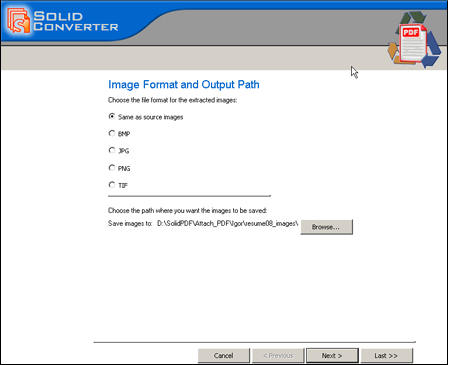 SOLID
CONVERTER
PDF
Image Format and Output Path
Choose the file format for the extracted images:
Same as source images
BMP
JPG
PNG
TIF
Choose the path where you want the images to be saved:
Save images to: D:\SolidPDF\Attach_PDF\Igor\resume08_images\ Browse...
Cancel < Previous Next > Last >>